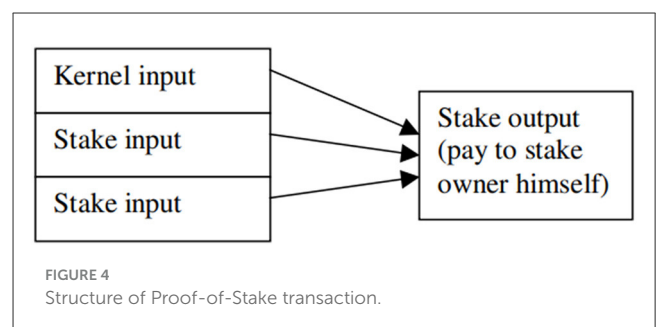 Kernel input
Stake input
Stake input
Stake output
(pay to stake
owner himself)
FIGURE 4
Structure of Proof-of-Stake transaction.